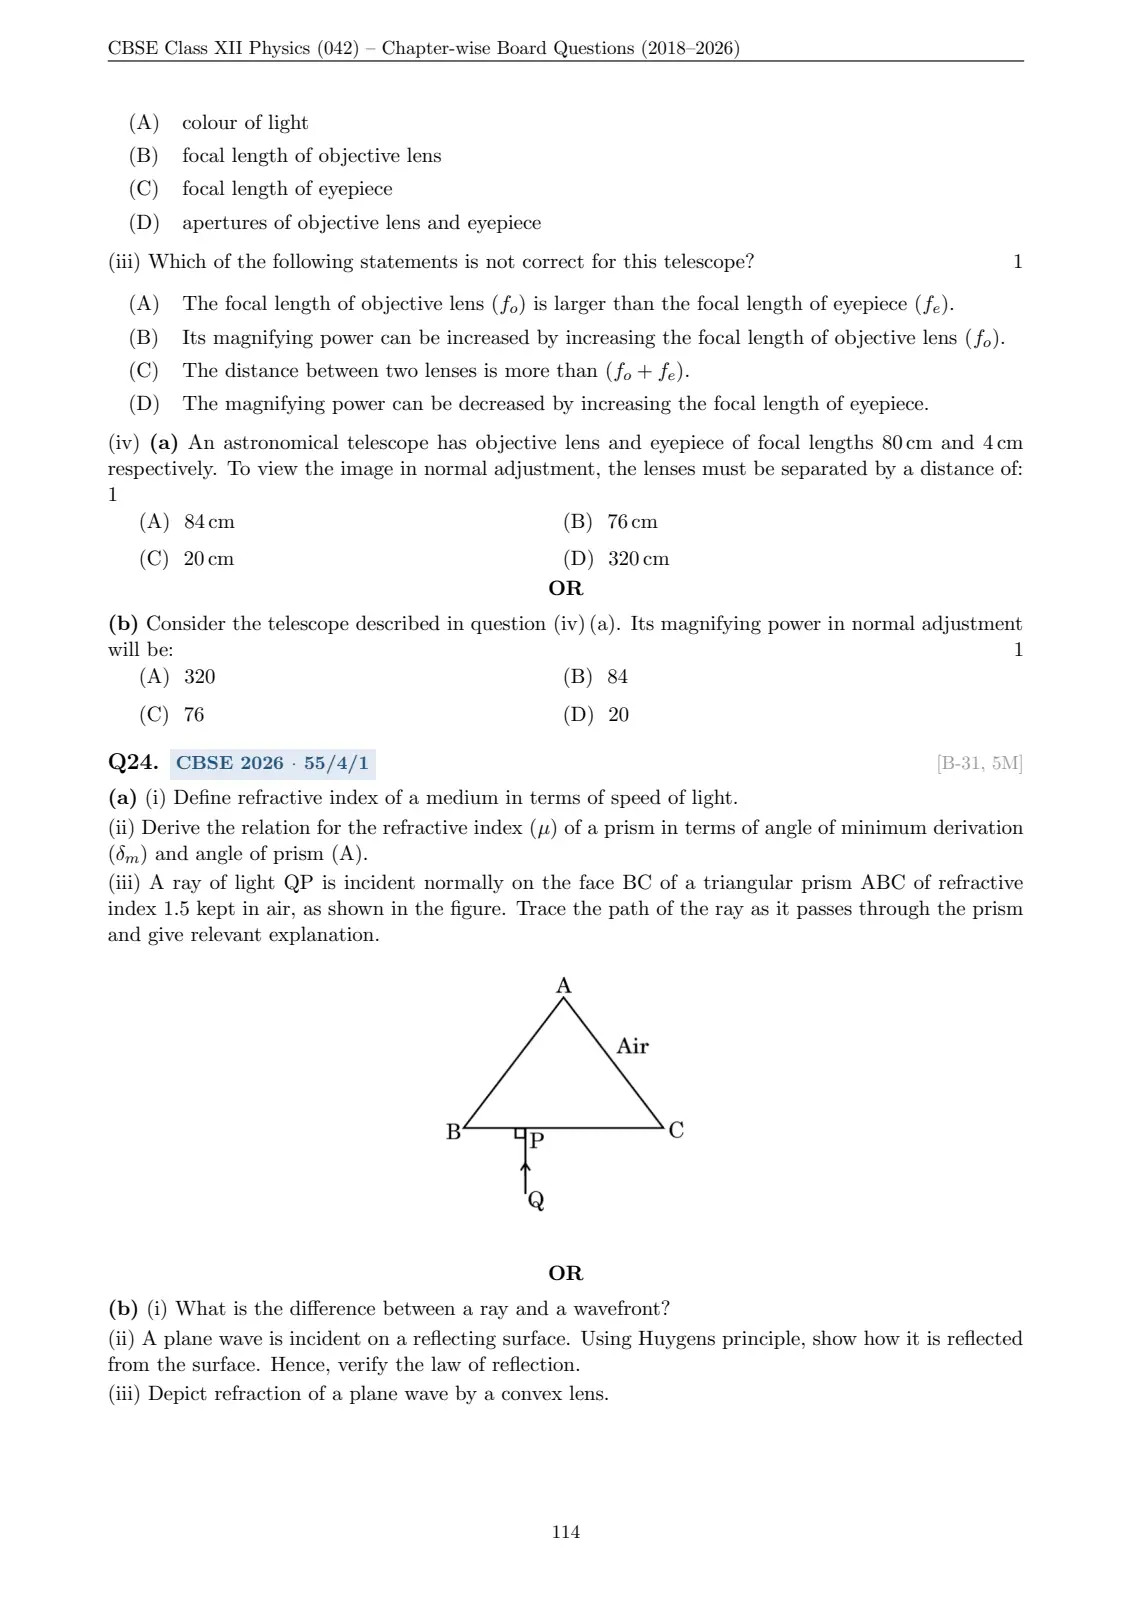 CBSE Class XII Physics (042) – Chapter-wise Board Questions (2018–2026)
(A) colour of light
(B) focal length of objective lens
(C) focal length of eyepiece
(D) apertures of objective lens and eyepiece
(iii) Which of the following statements is not correct for this telescope? 1
(A) The focal length of objective lens (fₒ) is larger than the focal length of eyepiece (fₑ).
(B) Its magnifying power can be increased by increasing the focal length of objective lens (fₒ).
(C) The distance between two lenses is more than (fₒ + fₑ).
(D) The magnifying power can be decreased by increasing the focal length of eyepiece.
(iv) (a) An astronomical telescope has objective lens and eyepiece of focal lengths 80 cm and 4 cm
respectively. To view the image in normal adjustment, the lenses must be separated by a distance of:
1
(A) 84 cm (B) 76 cm
(C) 20 cm (D) 320 cm
OR
(b) Consider the telescope described in question (iv) (a). Its magnifying power in normal adjustment
will be: 1
(A) 320 (B) 84
(C) 76 (D) 20
Q24. CBSE 2026 · 55/4/1 [B-31, 5M]
(a) (i) Define refractive index of a medium in terms of speed of light.
(ii) Derive the relation for the refractive index (μ) of a prism in terms of angle of minimum derivation
(δₘ) and angle of prism (A).
(iii) A ray of light QP is incident normally on the face BC of a triangular prism ABC of refractive
index 1.5 kept in air, as shown in the figure. Trace the path of the ray as it passes through the prism
and give relevant explanation.
A
Air
B P C
Q
OR
(b) (i) What is the difference between a ray and a wavefront?
(ii) A plane wave is incident on a reflecting surface. Using Huygens principle, show how it is reflected
from the surface. Hence, verify the law of reflection.
(iii) Depict refraction of a plane wave by a convex lens.
114